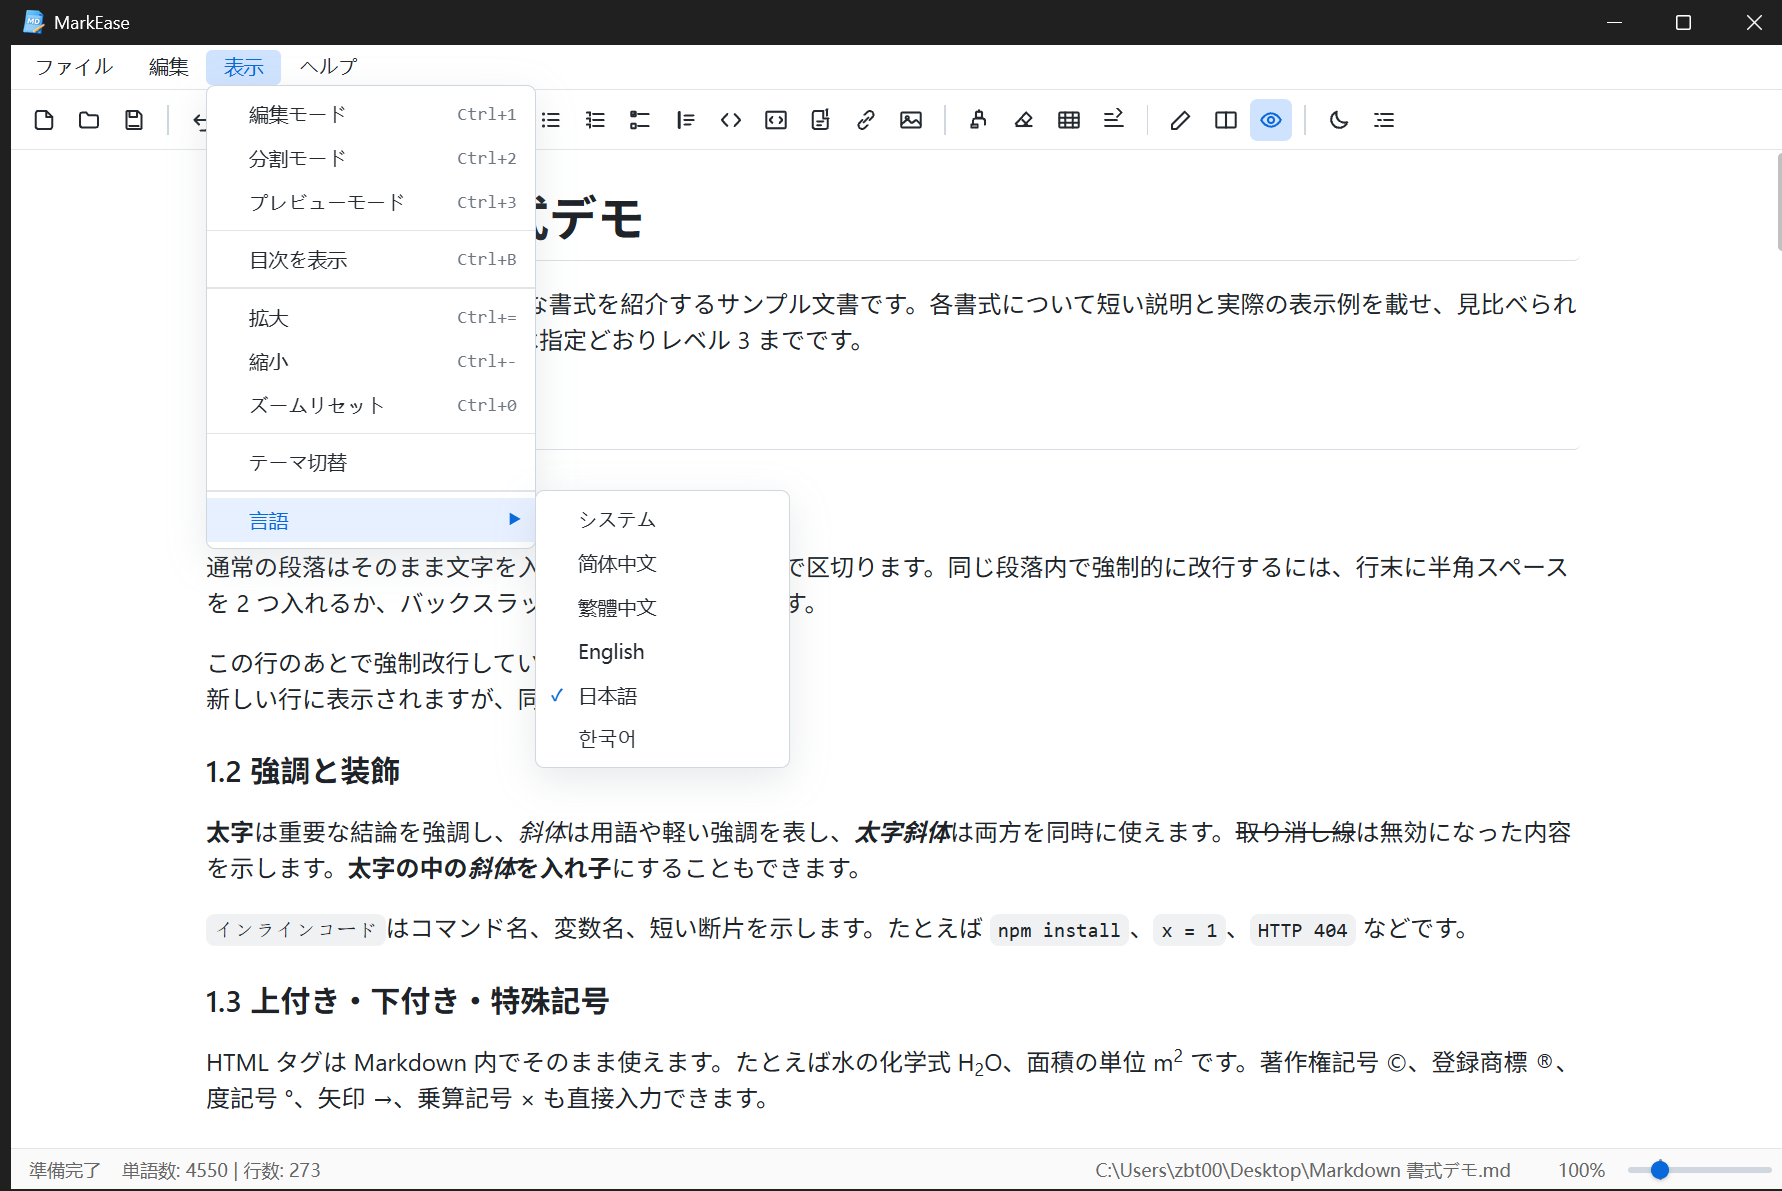 MarkEase
ファイル 編集 表示 ヘルプ
編集モード Ctrl+1
分割モード Ctrl+2
プレビューモード Ctrl+3
目次を表示 Ctrl+B
拡大 Ctrl+=
縮小 Ctrl+-
ズームリセット Ctrl+0
テーマ切替
言語
システム
简体中文
繁體中文
English
日本語
한국어
式デモ
な書式を紹介するサンプル文書です。各書式について短い説明と実際の表示例を載せ、見比べられ
指定どおりレベル 3 までです。
通常の段落はそのまま文字を入 で区切ります。同じ段落内で強制的に改行するには、行末に半角スペース
を 2 つ入れるか、バックスラッ す。
この行のあとで強制改行してい
新しい行に表示されますが、同
1.2 強調と装飾
太字は重要な結論を強調し、斜体は用語や軽い強調を表し、太字斜体は両方を同時に使えます。取り消し線は無効になった内容
を示します。太字の中の斜体を入れ子にすることもできます。
インラインコードはコマンド名、変数名、短い断片を示します。たとえば npm install、x = 1、HTTP 404 などです。
1.3 上付き・下付き・特殊記号
HTML タグは Markdown 内でそのまま使えます。たとえば水の化学式 H₂O、面積の単位 m² です。著作権記号 ©、登録商標 ®、
度記号 °、矢印 →、乗算記号 × も直接入力できます。
準備完了 単語数: 4550 | 行数: 273 C:\Users\zbt00\Desktop\Markdown 書式デモ.md 100%